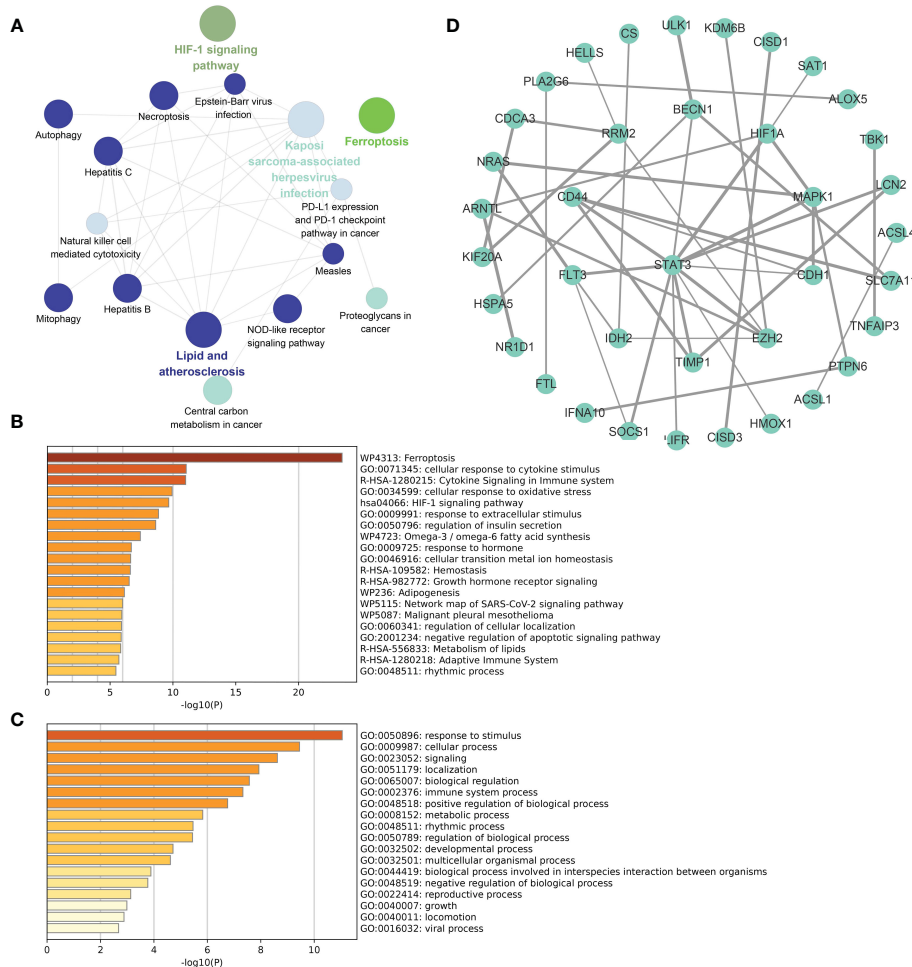 A
HIF-1 signaling
pathway
Epstein-Barr virus
infection
Necroptosis
Autophagy
Ferroptosis
Kaposi
sarcoma-associated
herpesvirus
infection
Hepatitis C
PD-L1 expression
and PD-1 checkpoint
pathway in cancer
Natural killer cell
mediated cytotoxicity
Measles
Mitophagy
Hepatitis B
Proteoglycans in
cancer
NOD-like receptor
signaling pathway
Lipid and
atherosclerosis
Central carbon
metabolism in cancer
D
ULK1
KDM6B
CS
CISD1
HELLS
SAT1
PLA2G6
ALOX5
BECN1
CDCA3
RRM2
HIF1A
TBK1
NRAS
LCN2
CD44
MAPK1
ARNTL
ACSL4
KIF20A
STAT3
FLT3
CDH1
SLC7A11
HSPA5
TNFAIP3
IDH2
EZH2
NR1D1
TIMP1
PTPN6
FTL
ACSL1
IFNA10
HMOX1
SOCS1
LIFR
CISD3
B
WP4313: Ferroptosis
GO:0071345: cellular response to cytokine stimulus
R-HSA-1280215: Cytokine Signaling in Immune system
GO:0034599: cellular response to oxidative stress
hsa04066: HIF-1 signaling pathway
GO:0009991: response to extracellular stimulus
GO:0050796: regulation of insulin secretion
WP4723: Omega-3 / omega-6 fatty acid synthesis
GO:0009725: response to hormone
GO:0046916: cellular transition metal ion homeostasis
R-HSA-109582: Hemostasis
R-HSA-982772: Growth hormone receptor signaling
WP236: Adipogenesis
WP5115: Network map of SARS-CoV-2 signaling pathway
WP5087: Malignant pleural mesothelioma
GO:0060341: regulation of cellular localization
GO:2001234: negative regulation of apoptotic signaling pathway
R-HSA-556833: Metabolism of lipids
R-HSA-1280218: Adaptive Immune System
GO:0048511: rhythmic process
0 5 10 15 20
-log10(P)
C
GO:0050896: response to stimulus
GO:0009987: cellular process
GO:0023052: signaling
GO:0051179: localization
GO:0065007: biological regulation
GO:0002376: immune system process
GO:0048518: positive regulation of biological process
GO:0008152: metabolic process
GO:0048511: rhythmic process
GO:0050789: regulation of biological process
GO:0032502: developmental process
GO:0032501: multicellular organismal process
GO:0044419: biological process involved in interspecies interaction between organisms
GO:0048519: negative regulation of biological process
GO:0022414: reproductive process
GO:0040007: growth
GO:0040011: locomotion
GO:0016032: viral process
0 2 4 6 8 10
-log10(P)